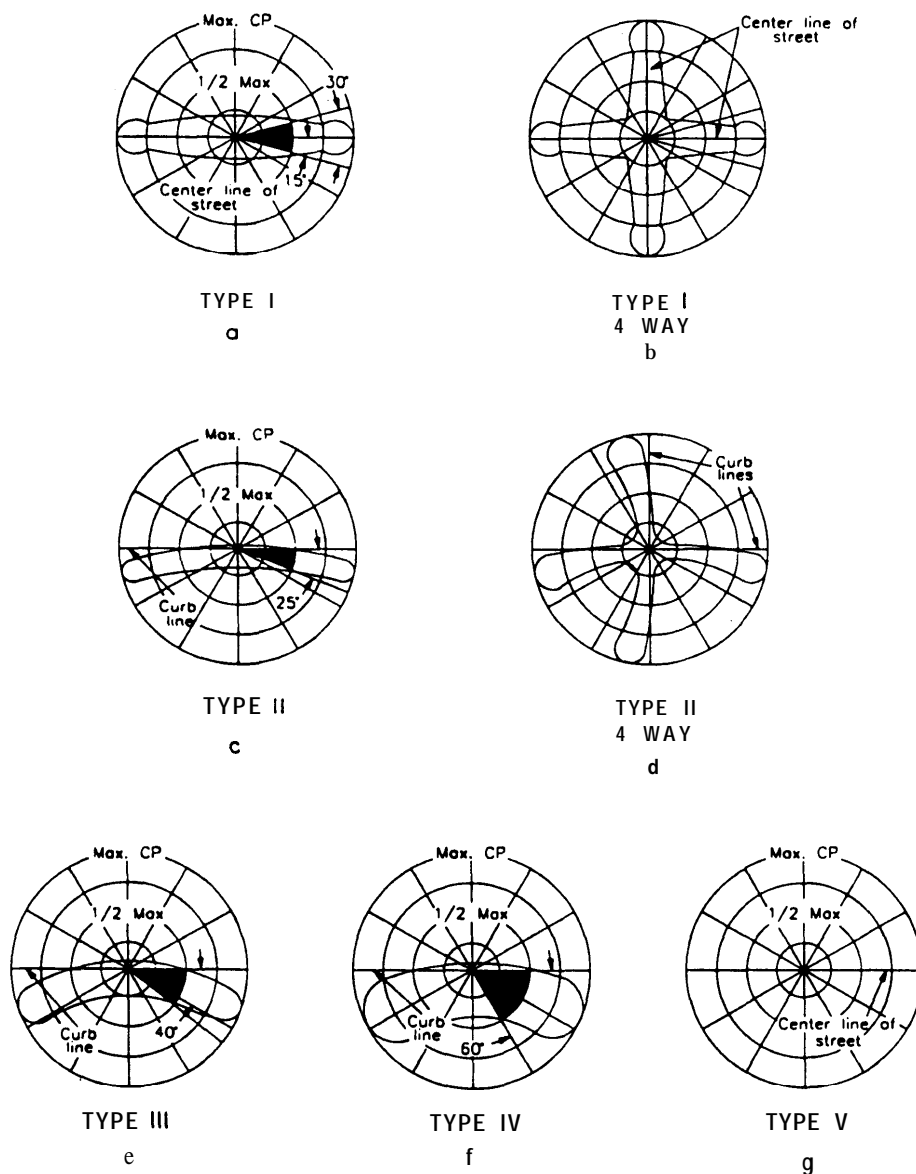 Max. CP
1/2 Max
30°
15°
Center line of
street
TYPE I
a
Center line of
street
TYPE I
4 WAY
b
Max. CP
1/2 Max
25°
Curb
line
TYPE II
c
Curb
lines
TYPE II
4 WAY
d
Max. CP
1/2 Max
Curb
line
40°
TYPE III
e
Max. CP
1/2 Max
Curb
line
60°
TYPE IV
f
Max. CP
1/2 Max
Center line of
street
TYPE V
g